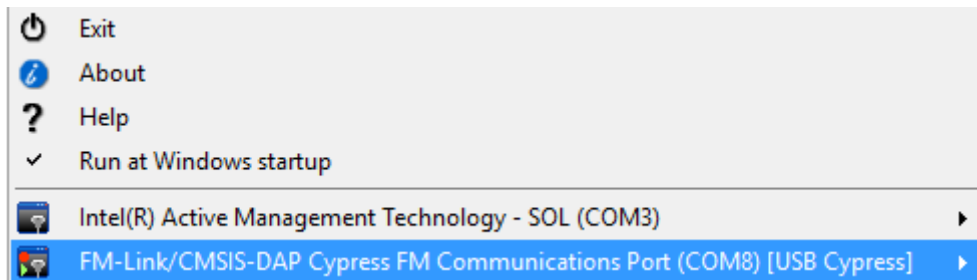 Exit
About
Help
Run at Windows startup
Intel(R) Active Management Technology - SOL (COM3)
FM-Link/CMSIS-DAP Cypress FM Communications Port (COM8) [USB Cypress]